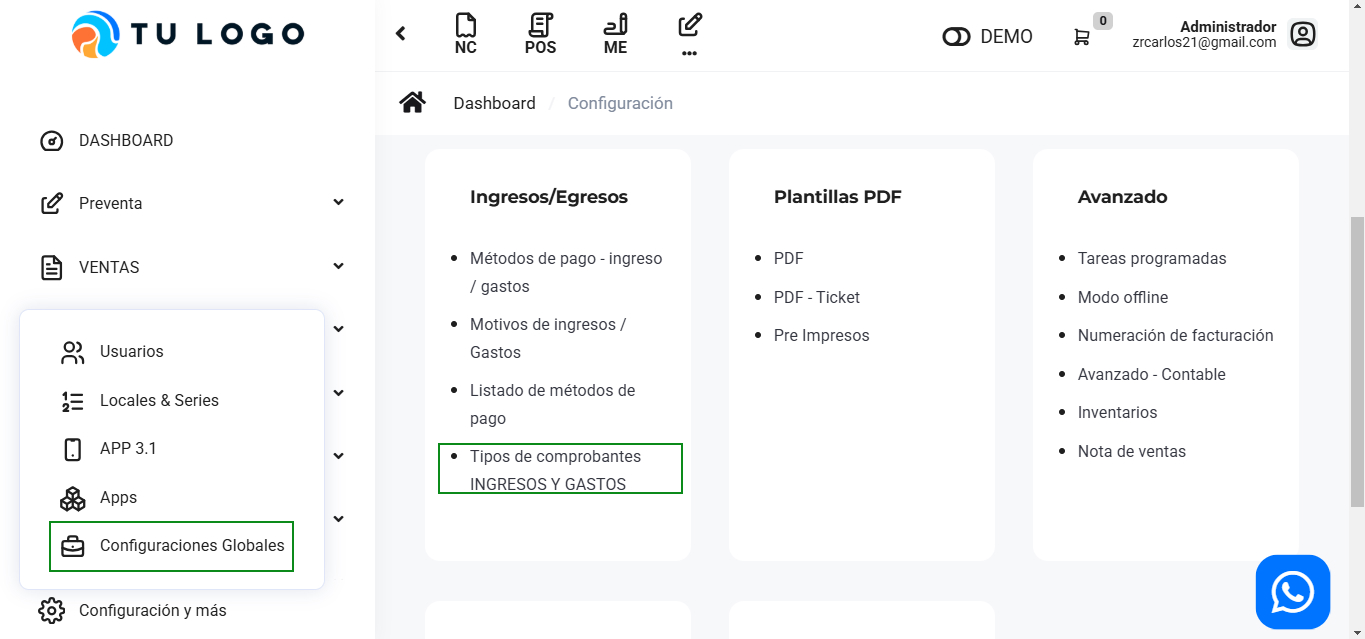 TU LOGO
NC
POS
ME
...
DEMO
0
Administrador
zrcarlos21@gmail.com
Dashboard / Configuración
DASHBOARD
Preventa
VENTAS
Usuarios
Locales & Series
APP 3.1
Apps
Configuraciones Globales
Configuración y más
Ingresos/Egresos
• Métodos de pago - ingreso
/ gastos
• Motivos de ingresos /
Gastos
• Listado de métodos de
pago
• Tipos de comprobantes
INGRESOS Y GASTOS
Plantillas PDF
• PDF
• PDF - Ticket
• Pre Impresos
Avanzado
• Tareas programadas
• Modo offline
• Numeración de facturación
• Avanzado - Contable
• Inventarios
• Nota de ventas